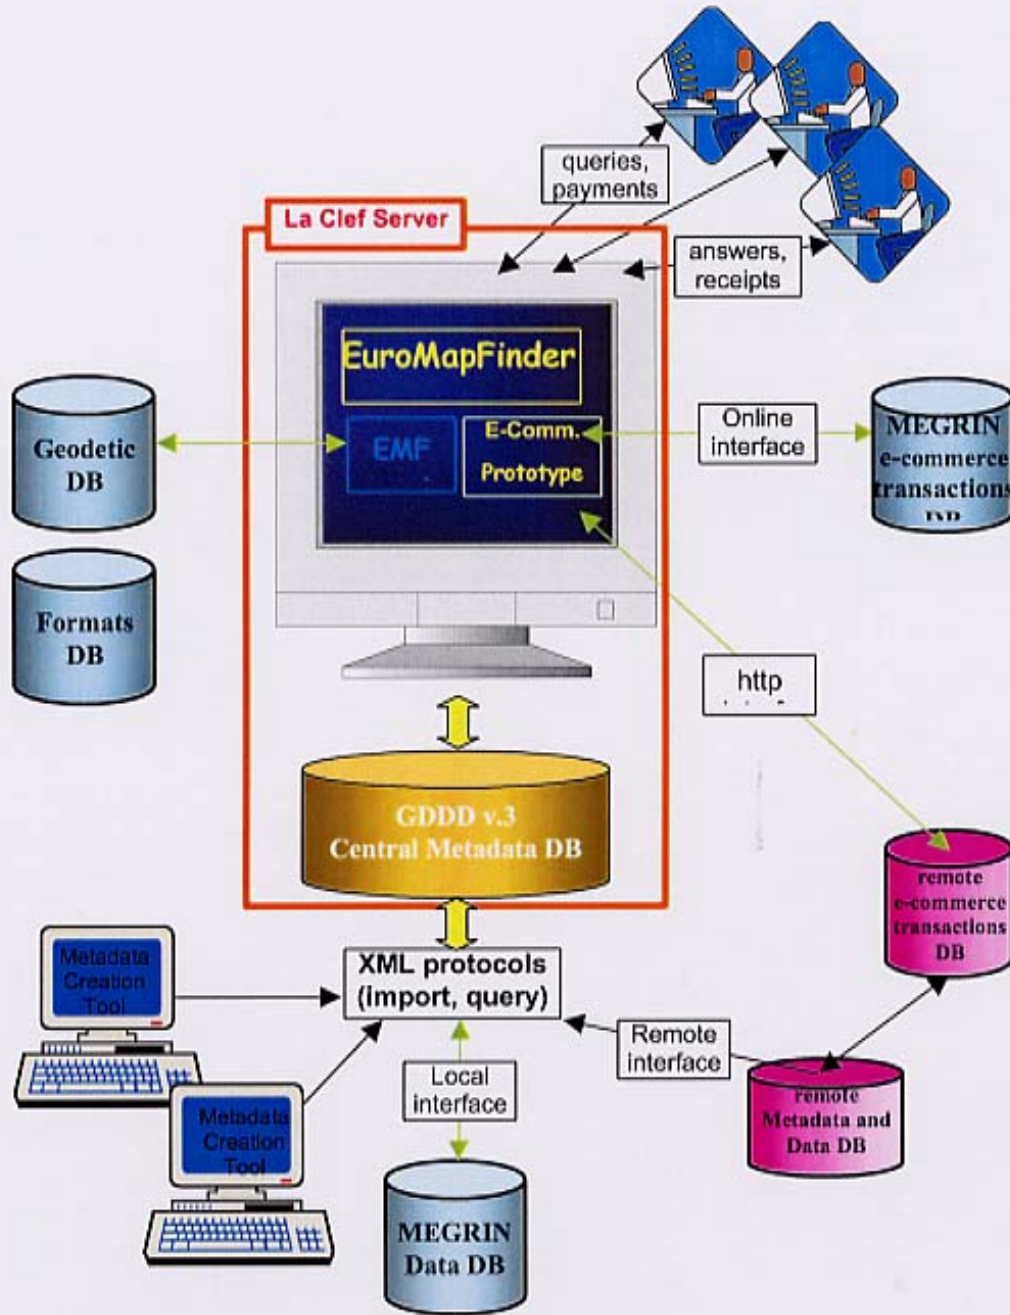 queries,
payments
La Clef Server
answers,
receipts
EuroMapFinder
EMF
E-Comm.
Prototype
Online
interface
MEGRIN
e-commerce
transactions
DB
Geodetic
DB
Formats
DB
http
GDDD v.3
Central Metadata DB
remote
e-commerce
transactions
DB
XML protocols
(import, query)
Metadata
Creation
Tool
Remote
interface
Local
interface
remote
Metadata and
Data DB
Metadata
Creation
Tool
MEGRIN
Data DB